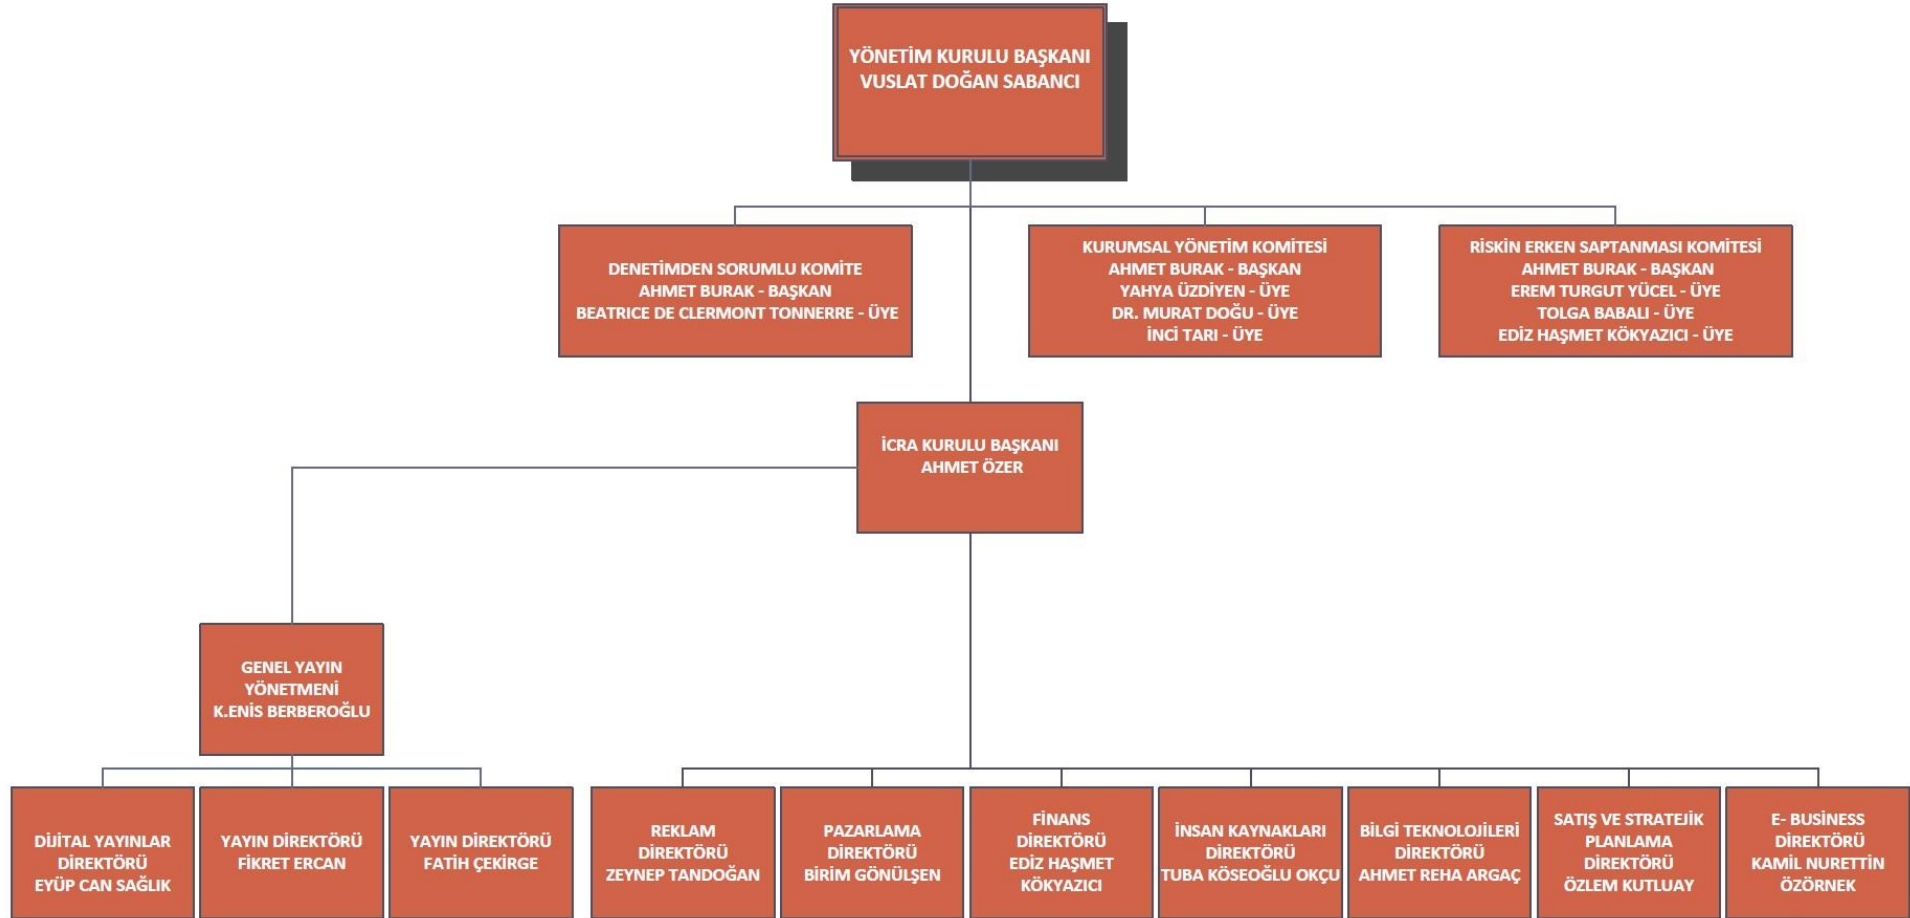 YÖNETİM KURULU BAŞKANI
VUSLAT DOĞAN SABANCI
DENETİMDEN SORUMLU KOMİTE
AHMET BURAK - BAŞKAN
BEATRICE DE CLERMONT TONNERRE - ÜYE
KURUMSAL YÖNETİM KOMİTESİ
AHMET BURAK - BAŞKAN
YAHYA ÜZDİYEN - ÜYE
DR. MURAT DOĞU - ÜYE
İNCİ TARI - ÜYE
RİSKİN ERKEN SAPTANMASI KOMİTESİ
AHMET BURAK - BAŞKAN
EREM TURGUT YÜCEL - ÜYE
TOLGA BABALI - ÜYE
EDİZ HAŞMET KÖKYAZICI - ÜYE
İCRA KURULU BAŞKANI
AHMET ÖZER
GENEL YAYIN
YÖNETMENİ
K.ENİS BERBEROĞLU
DİJİTAL YAYINLAR
DİREKTÖRÜ
EYÜP CAN SAĞLIK
YAYIN DİREKTÖRÜ
FİKRET ERCAN
YAYIN DİREKTÖRÜ
FATİH ÇEKİRGE
REKLAM
DİREKTÖRÜ
ZEYNEP TANDOĞAN
PAZARLAMA
DİREKTÖRÜ
BİRİM GÖNÜLŞEN
FİNANS
DİREKTÖRÜ
EDİZ HAŞMET
KÖKYAZICI
İNSAN KAYNAKLARI
DİREKTÖRÜ
TUBA KÖSEOĞLU OKÇU
BİLGİ TEKNOLOJİLERİ
DİREKTÖRÜ
AHMET REHA ARGAÇ
SATIŞ VE STRATEJİK
PLANLAMA
DİREKTÖRÜ
ÖZLEM KUTLUAY
E- BUSİNESS
DİREKTÖRÜ
KAMİL NURETTİN
ÖZÖRNEK